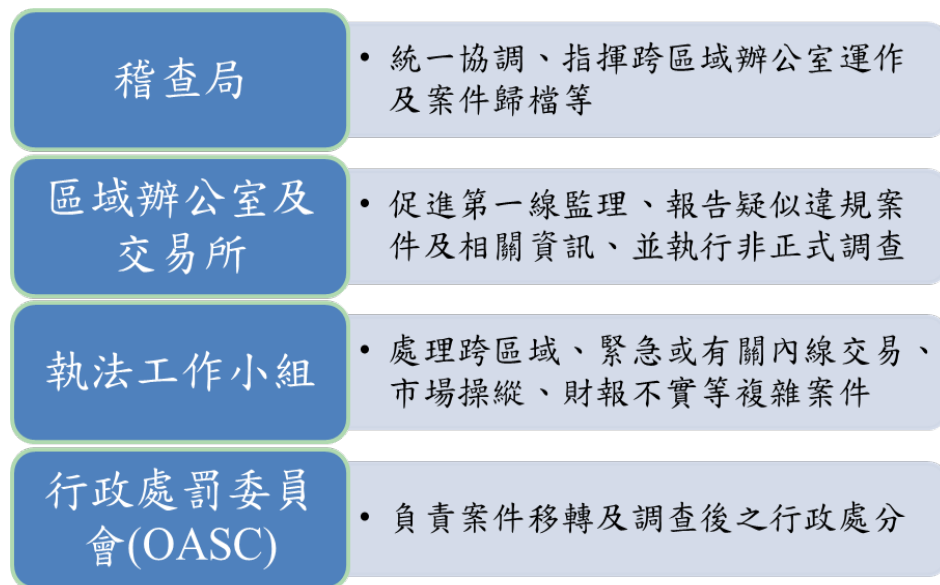 稽查局
• 統一協調、指揮跨區域辦公室運作
及案件歸檔等
區域辦公室及
交易所
• 促進第一線監理、報告疑似違規案
件及相關資訊、並執行非正式調查
執法工作小組
• 處理跨區域、緊急或有關內線交易、
市場操縱、財報不實等複雜案件
行政處罰委員
會(OASC)
• 負責案件移轉及調查後之行政處分